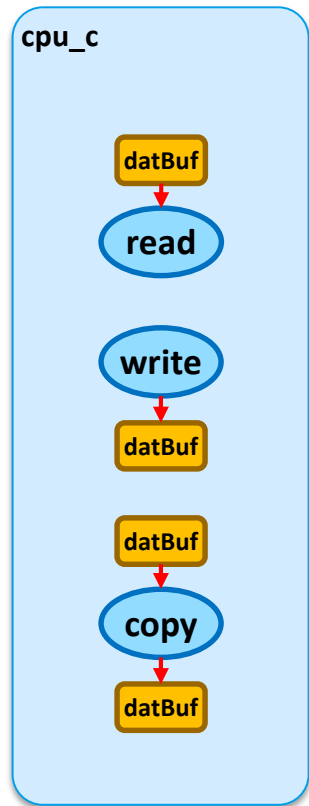 cpu_c
datBuf
read
write
datBuf
datBuf
copy
datBuf